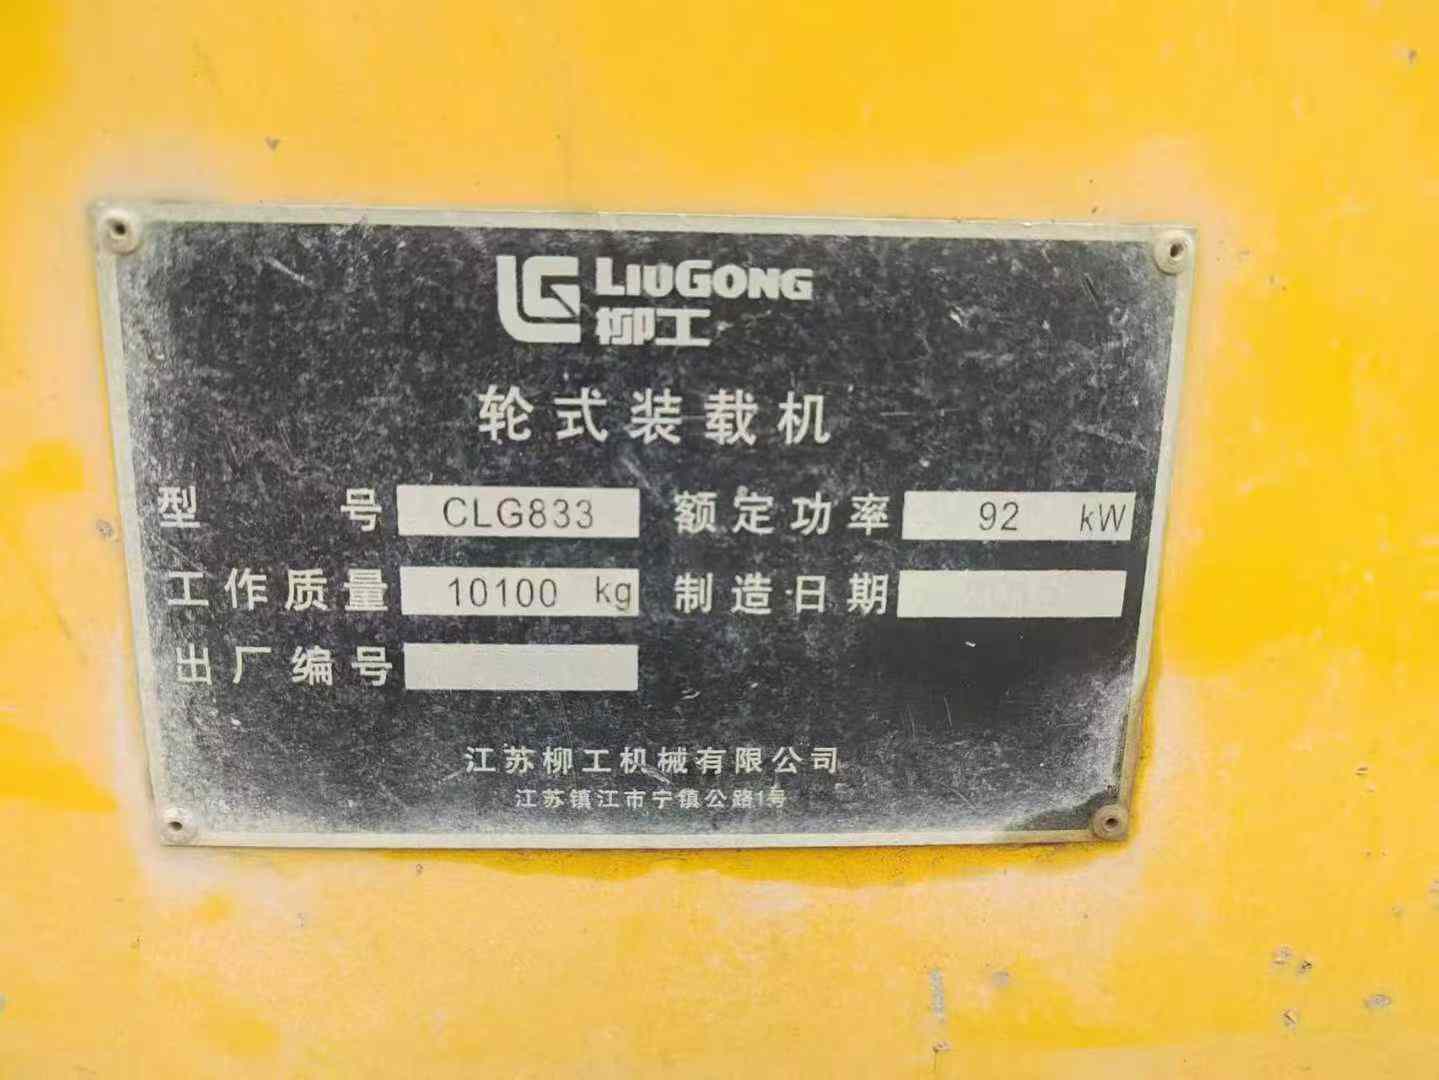 LG LIUGONG
柳工
轮式装载机
型号 CLG833 额定功率 92 kW
工作质量 10100 kg 制造日期
出厂编号
江苏柳工机械有限公司
江苏镇江市宁镇公路1号